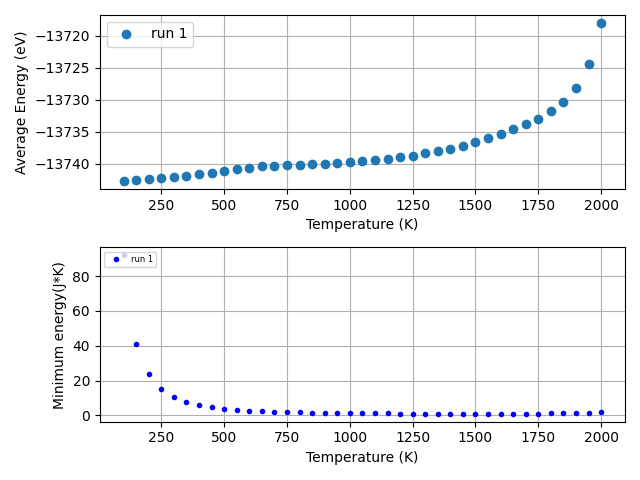 −13720
−13725
−13730
−13735
−13740
Average Energy (eV)
run 1
250 500 750 1000 1250 1500 1750 2000
Temperature (K)
80
60
40
20
0
Minimum energy(J*K)
run 1
250 500 750 1000 1250 1500 1750 2000
Temperature (K)